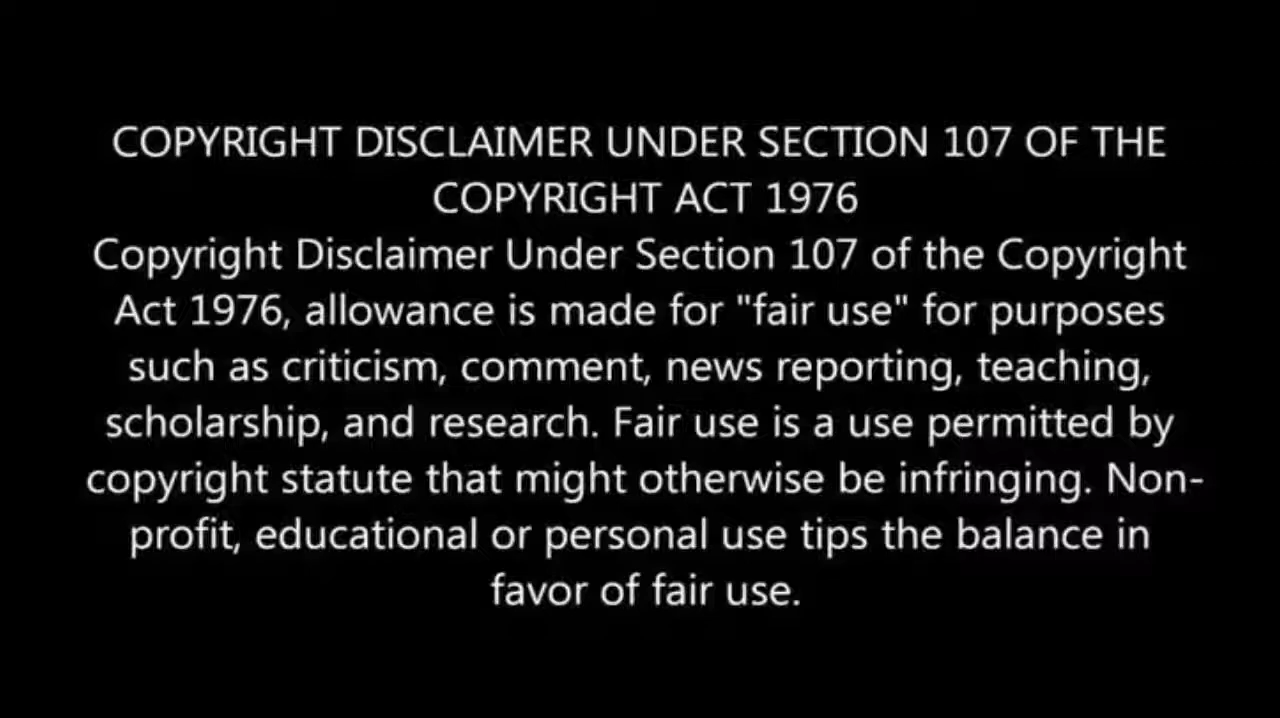 COPYRIGHT DISCLAIMER UNDER SECTION 107 OF THE
COPYRIGHT ACT 1976
Copyright Disclaimer Under Section 107 of the Copyright
Act 1976, allowance is made for "fair use" for purposes
such as criticism, comment, news reporting, teaching,
scholarship, and research. Fair use is a use permitted by
copyright statute that might otherwise be infringing. Non-
profit, educational or personal use tips the balance in
favor of fair use.